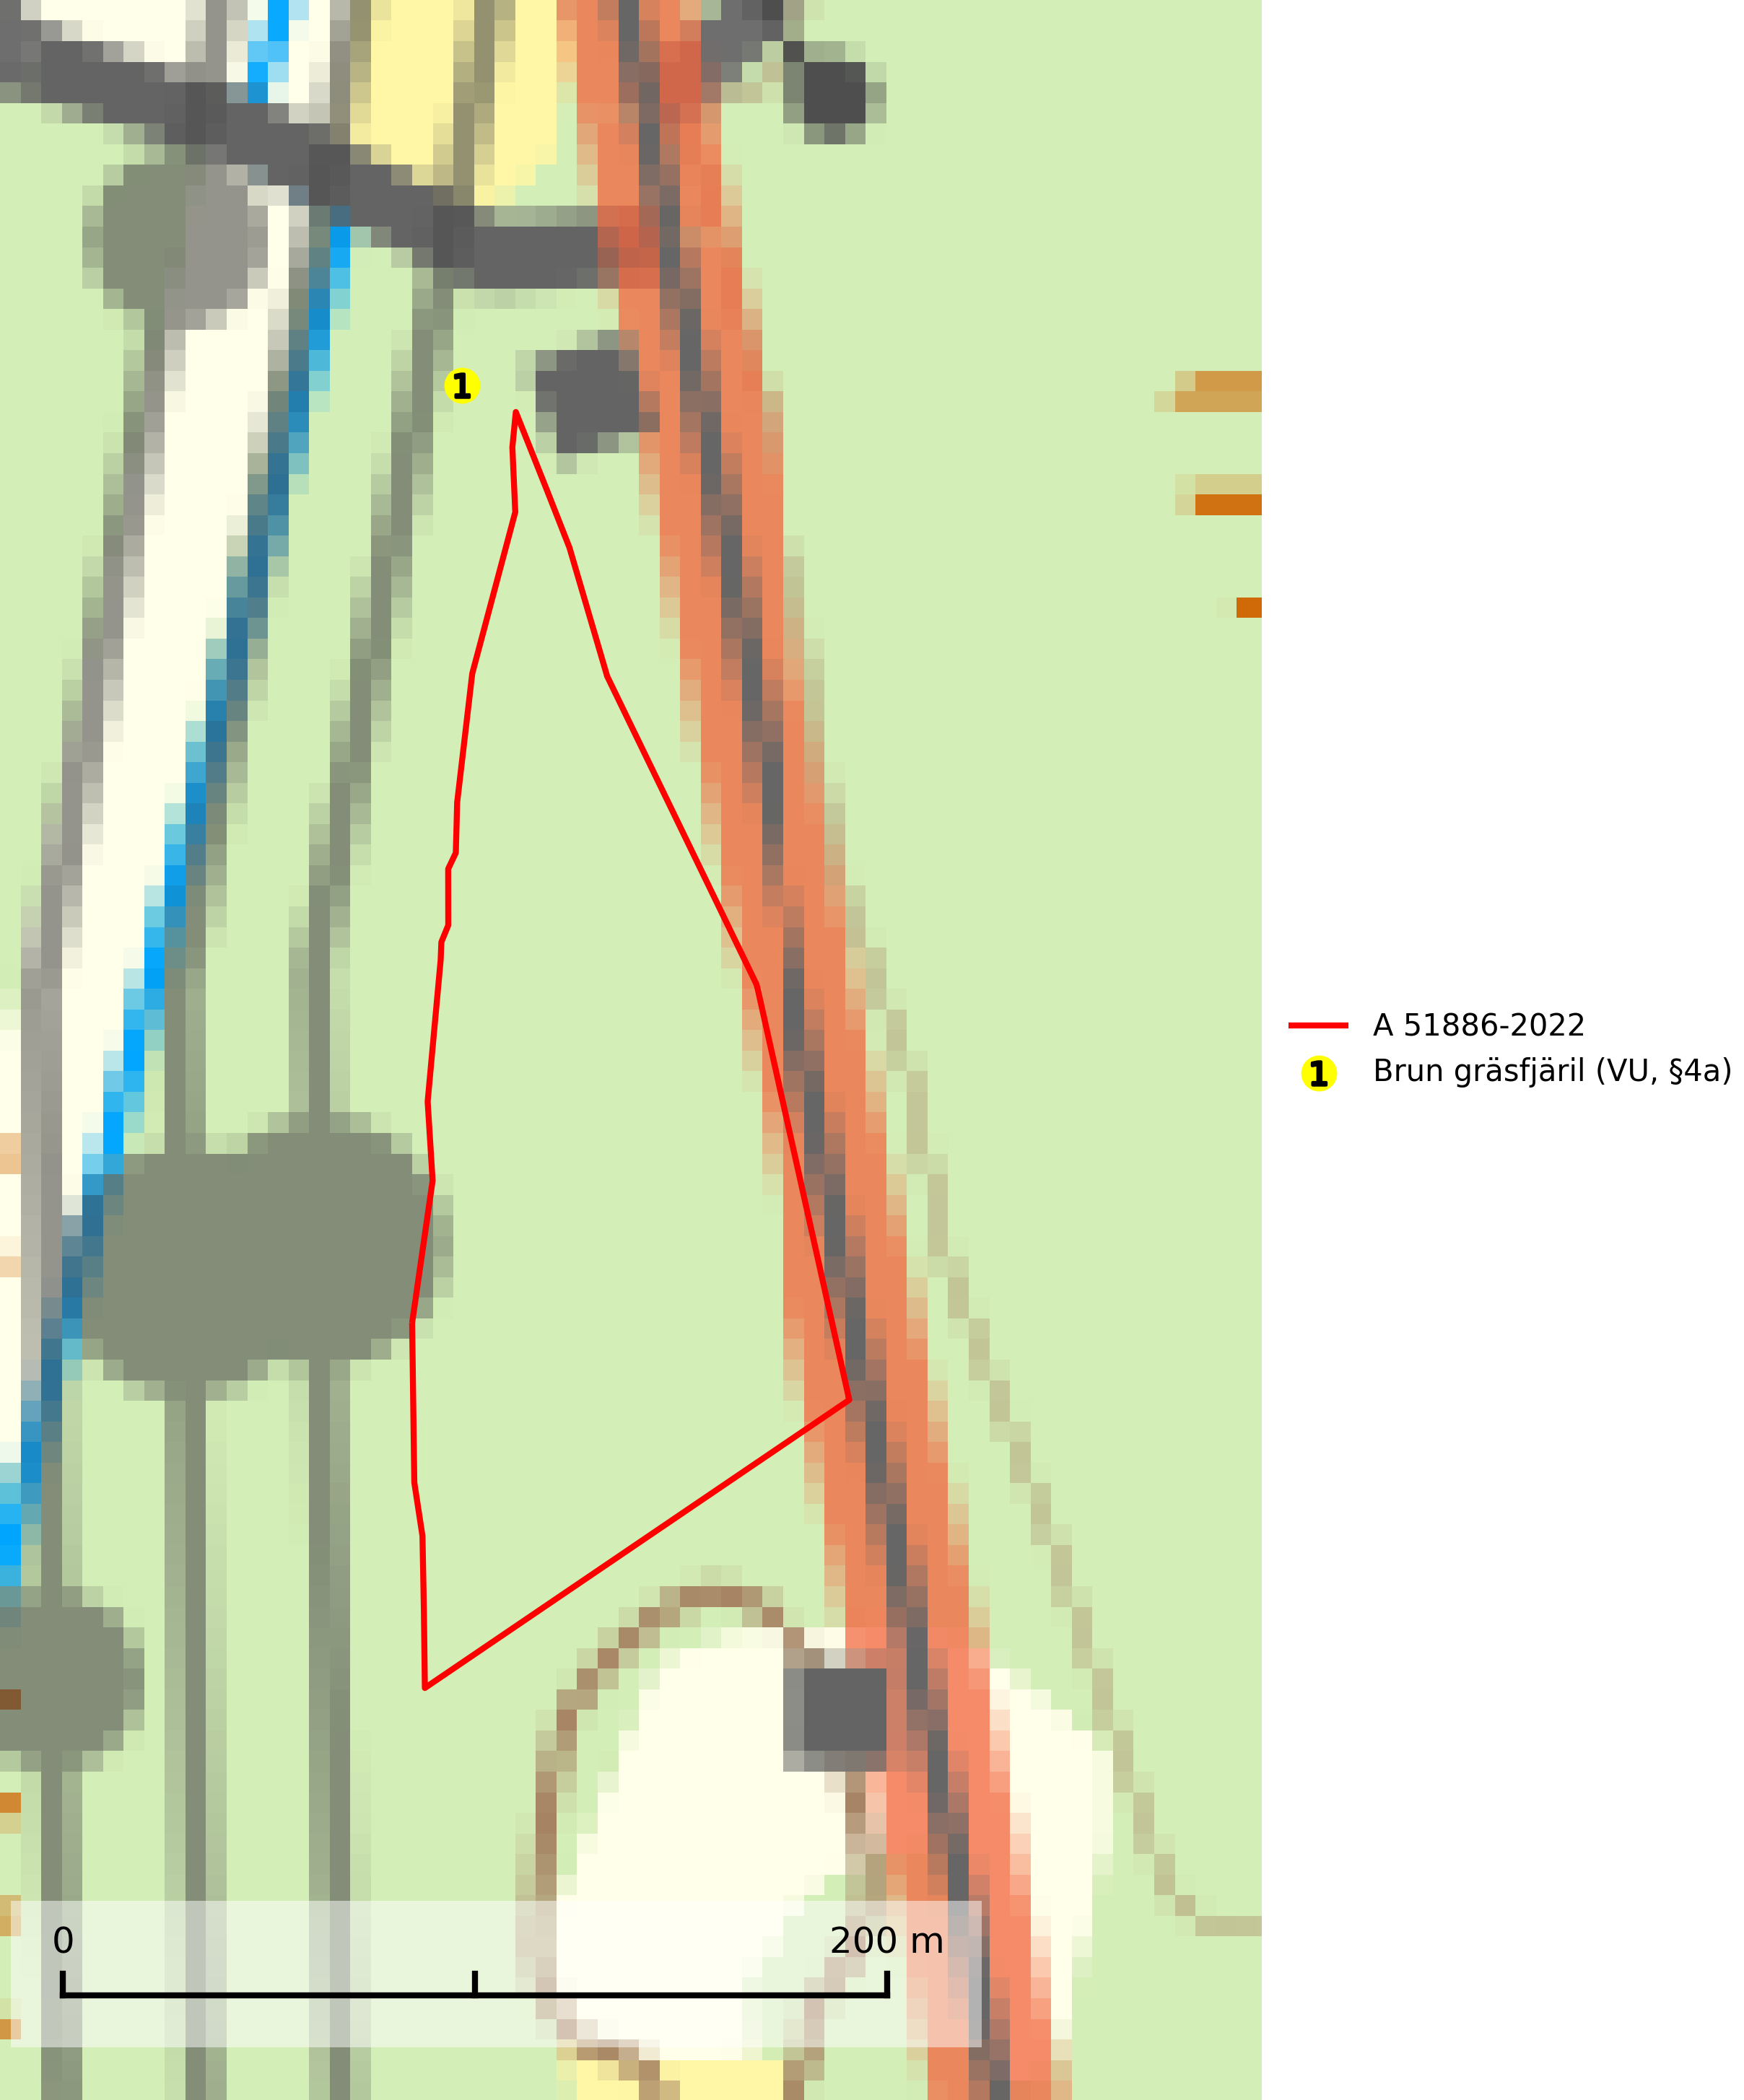 1
A 51886-2022
1 Brun gräsfjäril (VU, §4a)
0 200 m